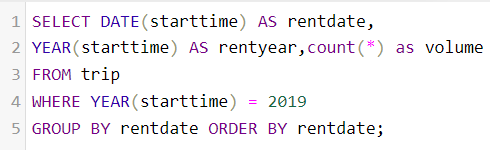 1 SELECT DATE(starttime) AS rentdate,
2 YEAR(starttime) AS rentyear,count(*) as volume
3 FROM trip
4 WHERE YEAR(starttime) = 2019
5 GROUP BY rentdate ORDER BY rentdate;